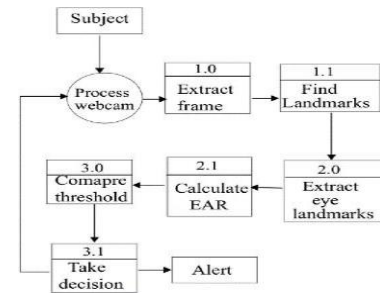 Subject
Process
webcam
1.0
Extract
frame
1.1
Find
Landmarks
2.0
Extract
eye landmarks
2.1
Calculate
EAR
3.0
Comapre
threshold
3.1
Take
decision
Alert